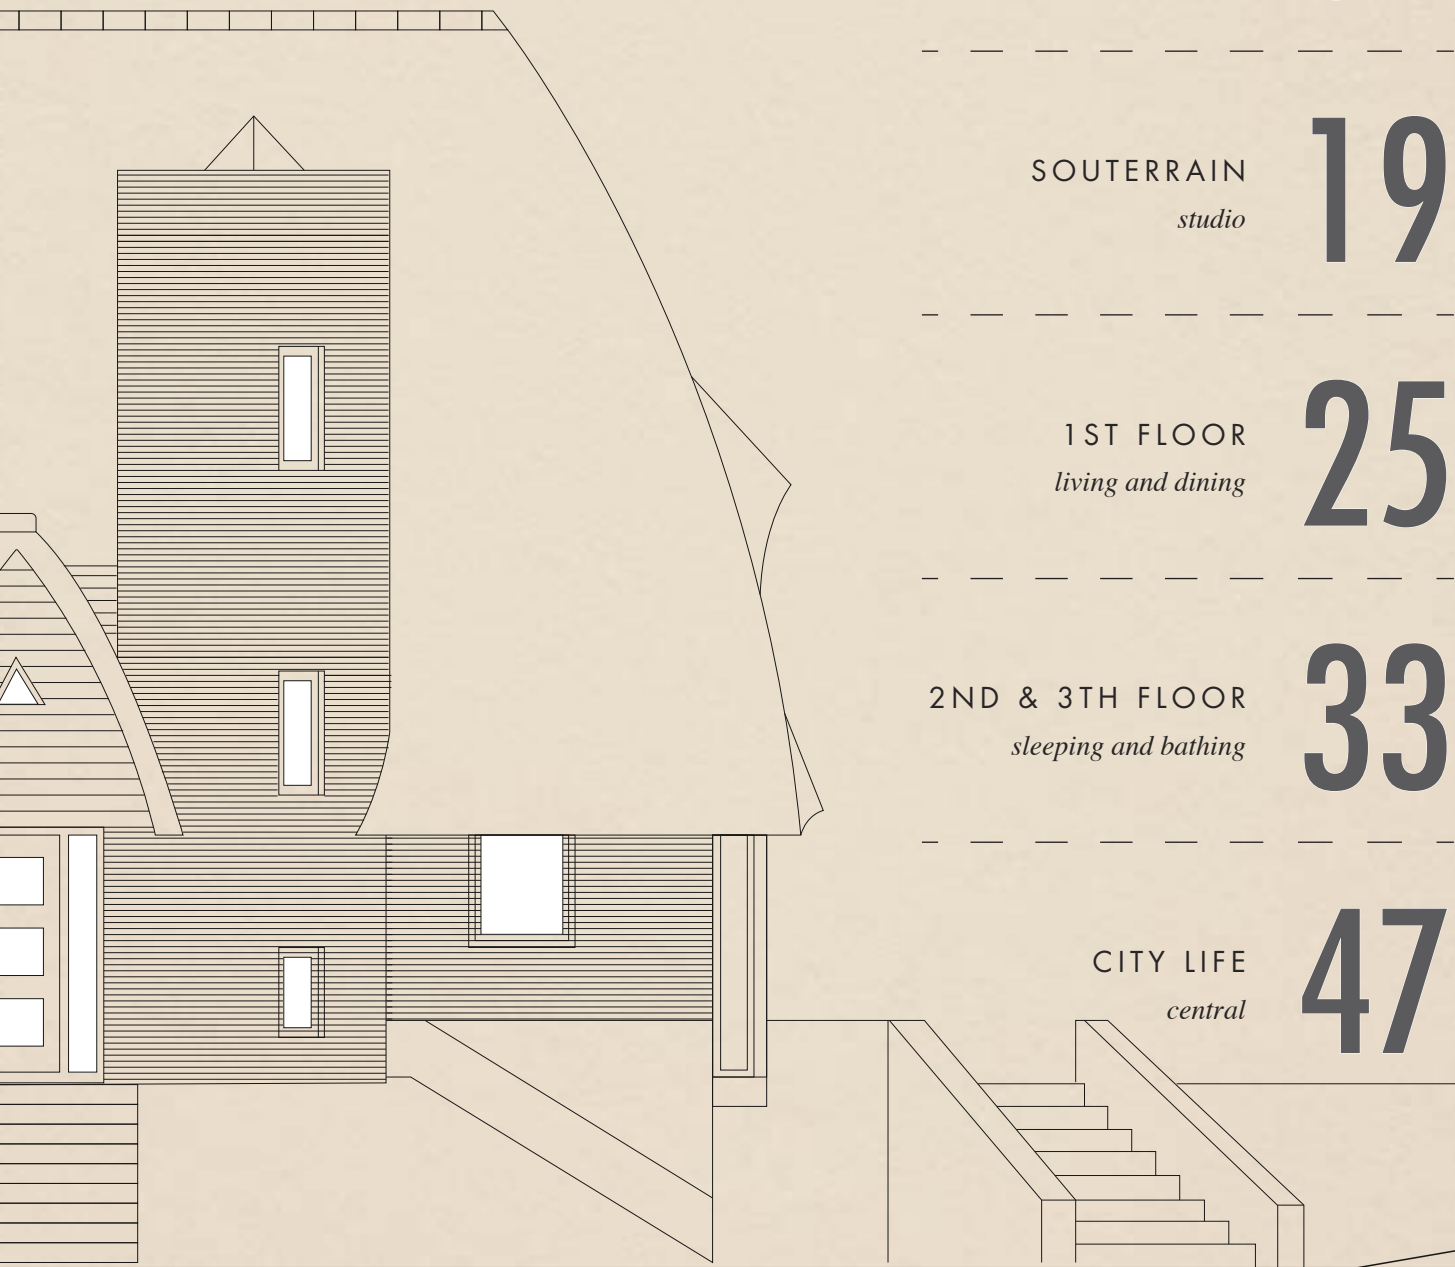 SOUTERRAIN
studio
19
1ST FLOOR
living and dining
25
2ND & 3TH FLOOR
sleeping and bathing
33
CITY LIFE
central
47